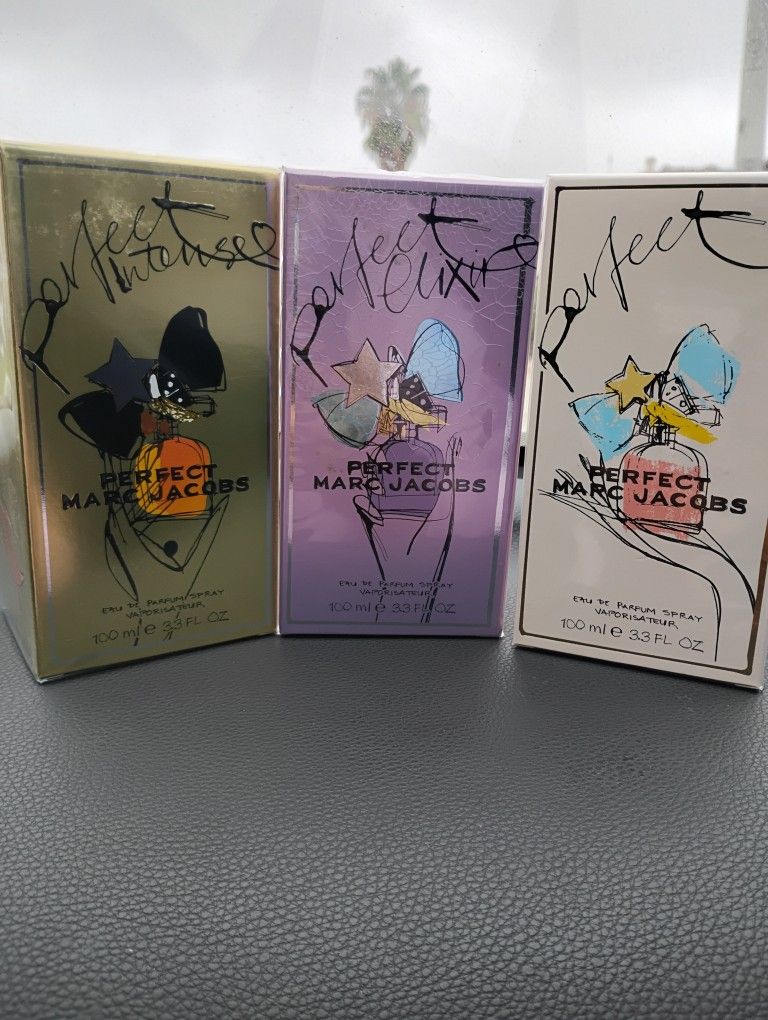 perfect
intense
PERFECT
MARC JACOBS
EAU DE PARFUM SPRAY
VAPORISATEUR
100 ml e 3.3 FL OZ
perfect
elixir
PERFECT
MARC JACOBS
EAU DE PARFUM SPRAY
VAPORISATEUR
100 ml e 3.3 FL OZ
perfect
PERFECT
MARC JACOBS
EAU DE PARFUM SPRAY
VAPORISATEUR
100 ml e 3.3 FL OZ